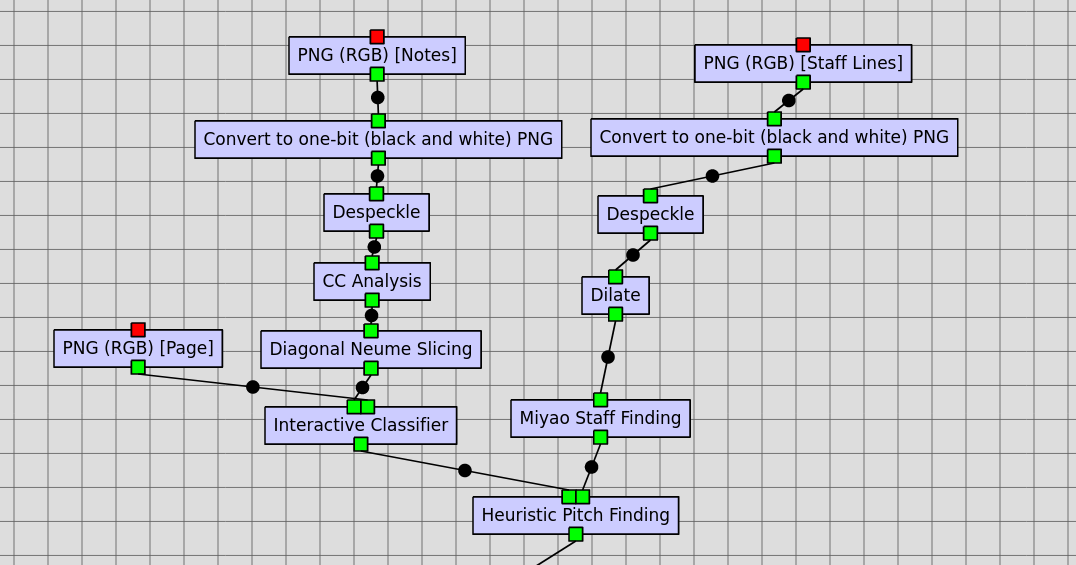 PNG (RGB) [Notes]
PNG (RGB) [Staff Lines]
Convert to one-bit (black and white) PNG
Convert to one-bit (black and white) PNG
Despeckle
Despeckle
CC Analysis
Dilate
PNG (RGB) [Page]
Diagonal Neume Slicing
Interactive Classifier
Miyao Staff Finding
Heuristic Pitch Finding